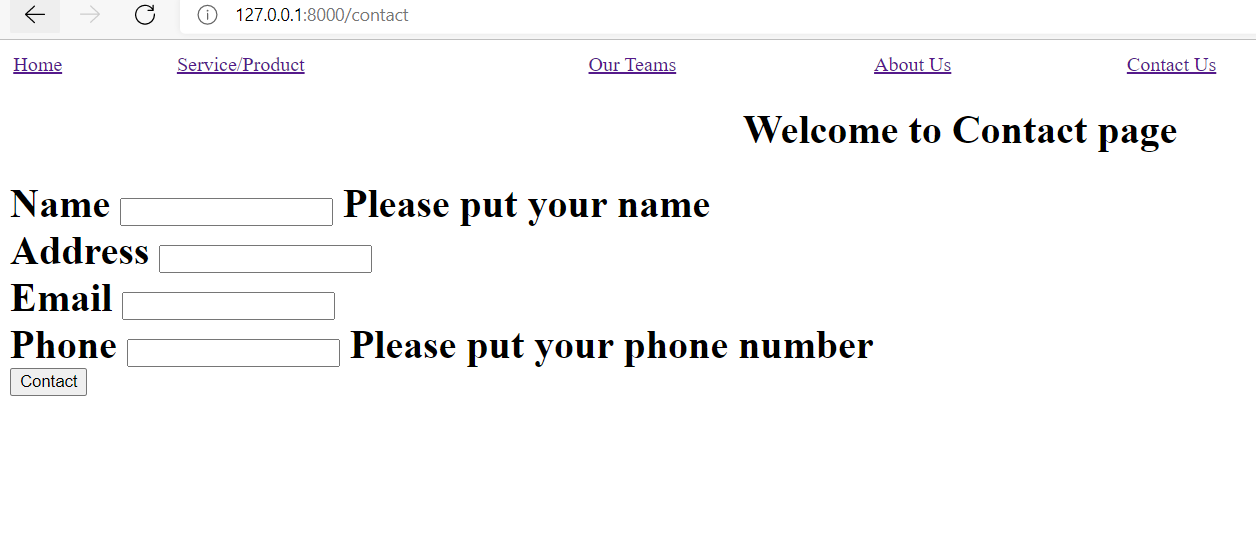 127.0.0.1:8000/contact
Home Service/Product Our Teams About Us Contact Us
Welcome to Contact page
Name Please put your name
Address
Email
Phone Please put your phone number
Contact